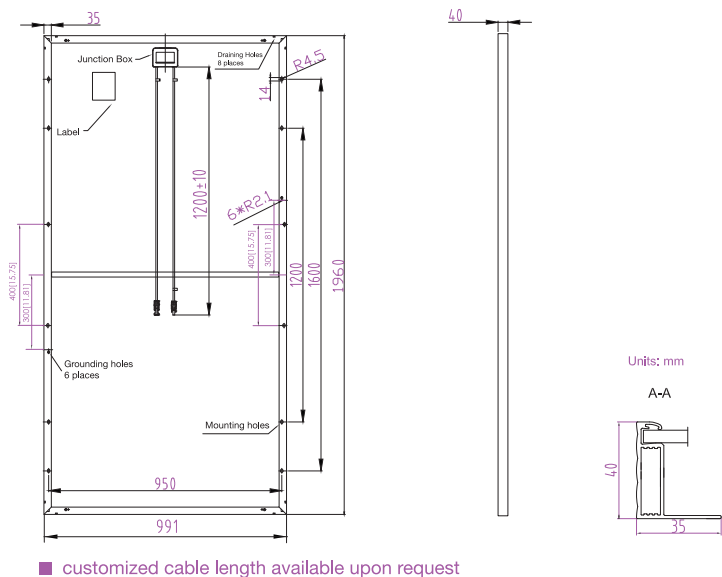 35
40
Junction Box
Draining Holes
8 places
R4.5
14
Label
1200±10
6*R2.1
400[15.75]
300[11.81]
400[15.75]
300[11.81]
1200
1600
1960
Grounding holes
6 places
Mounting holes
950
991
Units: mm
A-A
40
35
customized cable length available upon request